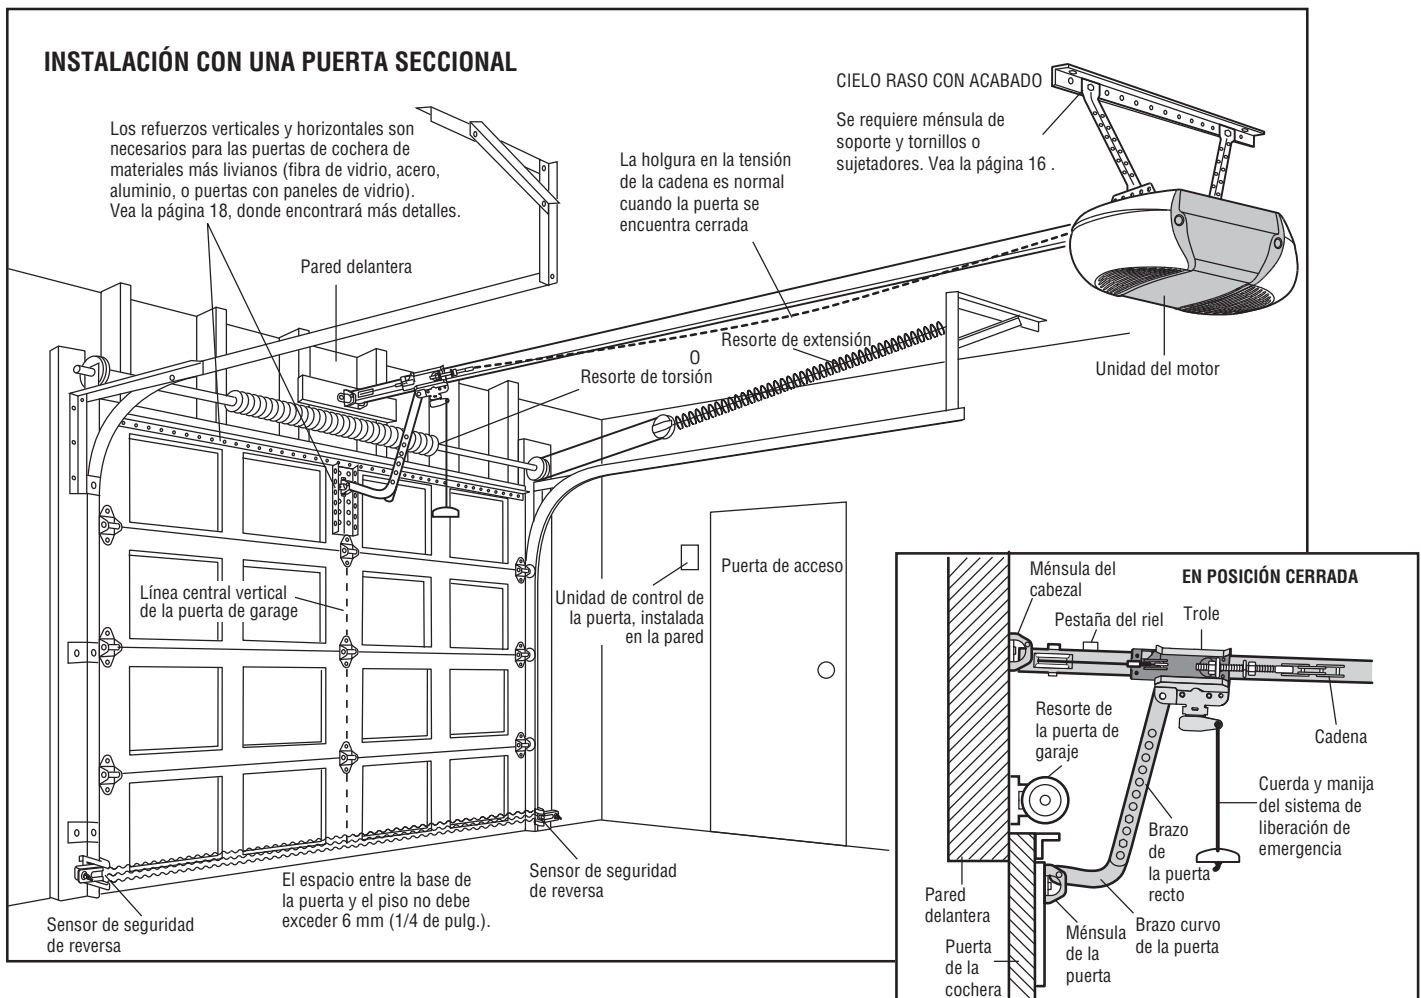 INSTALACIÓN CON UNA PUERTA SECCIONAL
Los refuerzos verticales y horizontales son
necesarios para las puertas de cochera de
materiales más livianos (fibra de vidrio, acero,
aluminio, o puertas con paneles de vidrio).
Vea la página 18, donde encontrará más detalles.
Pared delantera
La holgura en la tensión
de la cadena es normal
cuando la puerta se
encuentra cerrada
CIELO RASO CON ACABADO
Se requiere ménsula de
soporte y tornillos o
sujetadores. Vea la página 16 .
Resorte de extensión
O
Resorte de torsión
Unidad del motor
Línea central vertical
de la puerta de garage
Unidad de control de
la puerta, instalada
en la pared
Puerta de acceso
Sensor de seguridad
de reversa
El espacio entre la base de
la puerta y el piso no debe
exceder 6 mm (1/4 de pulg.).
Sensor de seguridad
de reversa
EN POSICIÓN CERRADA
Ménsula del
cabezal
Pestaña del riel
Trole
Resorte de
la puerta de
garaje
Cadena
Cuerda y manija
del sistema de
liberación de
emergencia
Brazo
de
la puerta
recto
Pared
delantera
Brazo curvo
de la puerta
Ménsula
de la
puerta
Puerta
de la
cochera